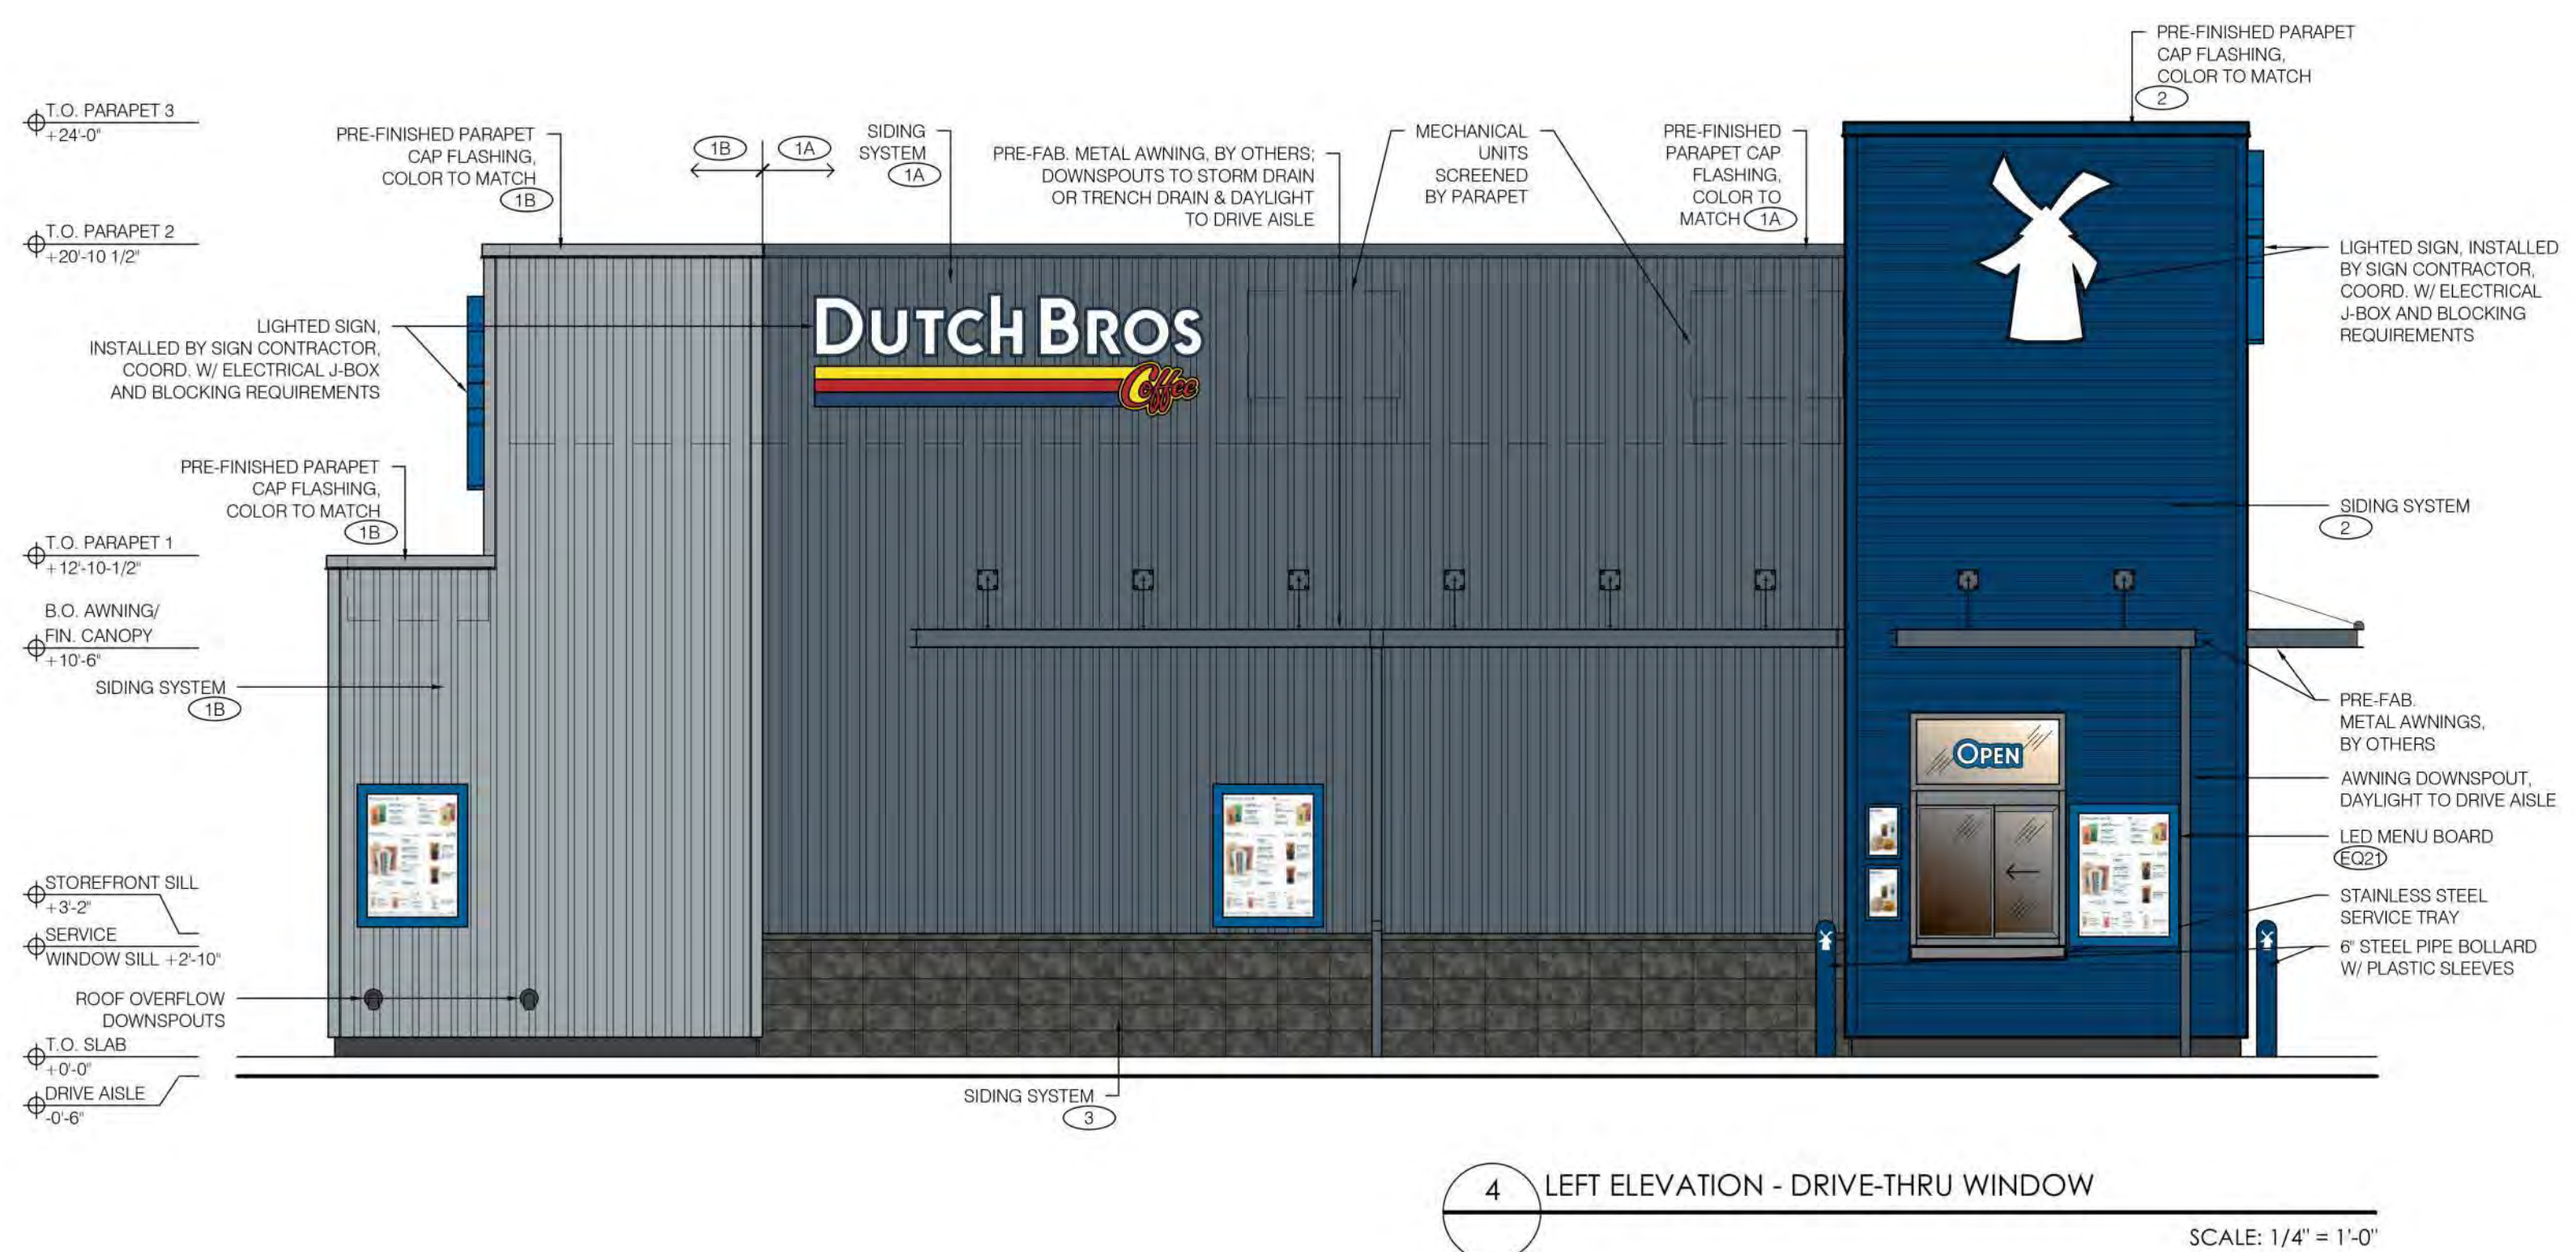 T.O. PARAPET 3
+24'-0"
T.O. PARAPET 2
+20'-10 1/2"
T.O. PARAPET 1
+12'-10-1/2"
B.O. AWNING/
FIN. CANOPY
+10'-6"
STOREFRONT SILL
+3'-2"
SERVICE
WINDOW SILL +2'-10"
T.O. SLAB
+0'-0"
DRIVE AISLE
-0'-6"
PRE-FINISHED PARAPET
CAP FLASHING,
COLOR TO MATCH
1B
LIGHTED SIGN,
INSTALLED BY SIGN CONTRACTOR,
COORD. W/ ELECTRICAL J-BOX
AND BLOCKING REQUIREMENTS
PRE-FINISHED PARAPET
CAP FLASHING,
COLOR TO MATCH
1B
SIDING SYSTEM
1B
ROOF OVERFLOW
DOWNSPOUTS
1B
1A
SIDING
SYSTEM
1A
PRE-FAB. METAL AWNING, BY OTHERS;
DOWNSPOUTS TO STORM DRAIN
OR TRENCH DRAIN & DAYLIGHT
TO DRIVE AISLE
MECHANICAL
UNITS
SCREENED
BY PARAPET
PRE-FINISHED
PARAPET CAP
FLASHING,
COLOR TO
MATCH 1A
PRE-FINISHED PARAPET
CAP FLASHING,
COLOR TO MATCH
2
DUTCH BROS
Coffee
OPEN
LIGHTED SIGN, INSTALLED
BY SIGN CONTRACTOR,
COORD. W/ ELECTRICAL
J-BOX AND BLOCKING
REQUIREMENTS
SIDING SYSTEM
2
PRE-FAB.
METAL AWNINGS,
BY OTHERS
AWNING DOWNSPOUT,
DAYLIGHT TO DRIVE AISLE
LED MENU BOARD
EQ21
STAINLESS STEEL
SERVICE TRAY
6" STEEL PIPE BOLLARD
W/ PLASTIC SLEEVES
SIDING SYSTEM
3
4
LEFT ELEVATION - DRIVE-THRU WINDOW
SCALE: 1/4" = 1'-0"